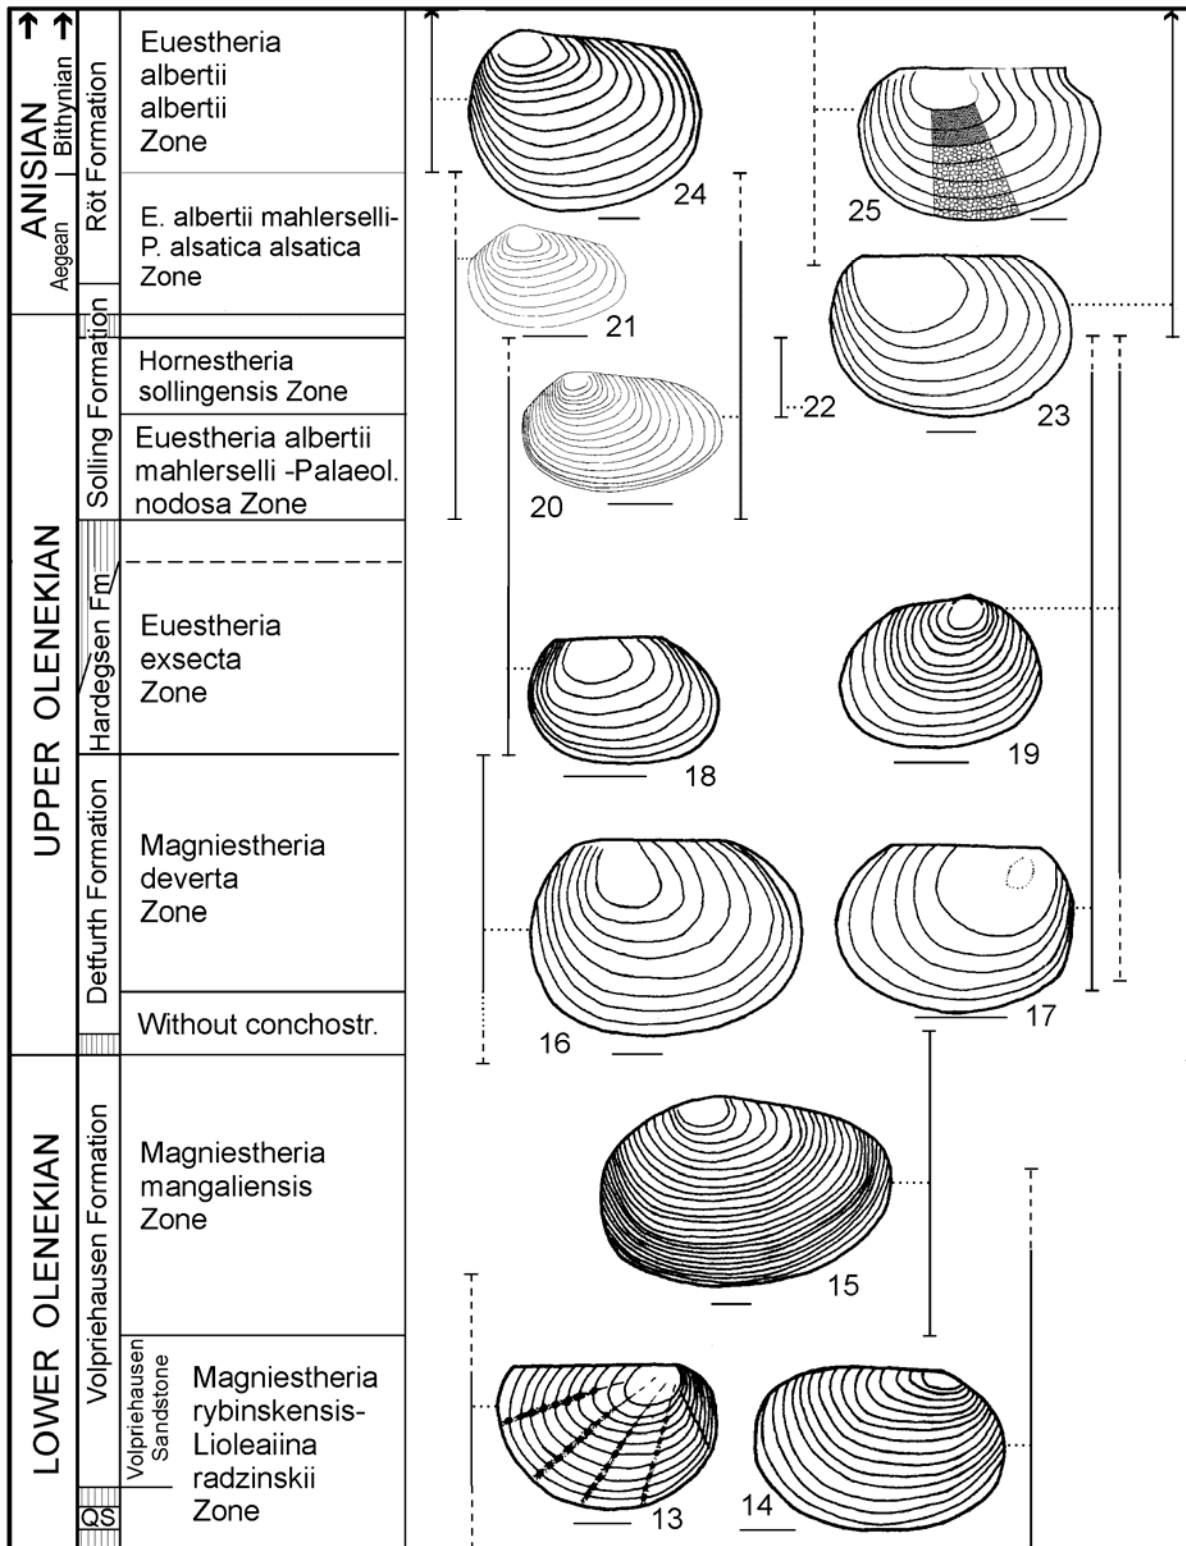 ANISIAN
Bithynian
Aegean
Röt Formation
Euestheria
albertii
albertii
Zone
E. albertii mahlerselli-
P. alsatica alsatica
Zone
UPPER OLENEKIAN
Solling Formation
Hornestheria
sollingensis Zone
Euestheria albertii
mahlerselli -Palaeol.
nodosa Zone
Hardegsen Fm
Euestheria
exsecta
Zone
Detfurth Formation
Magniestheria
deverta
Zone
Without conchostr.
LOWER OLENEKIAN
Volpriehausen Formation
Magniestheria
mangaliensis
Zone
Volpriehausen
Sandstone
Magniestheria
rybinskensis-
Lioleaiina
radzinskii
Zone
QS
24
25
21
23
22
20
19
18
17
16
15
14
13